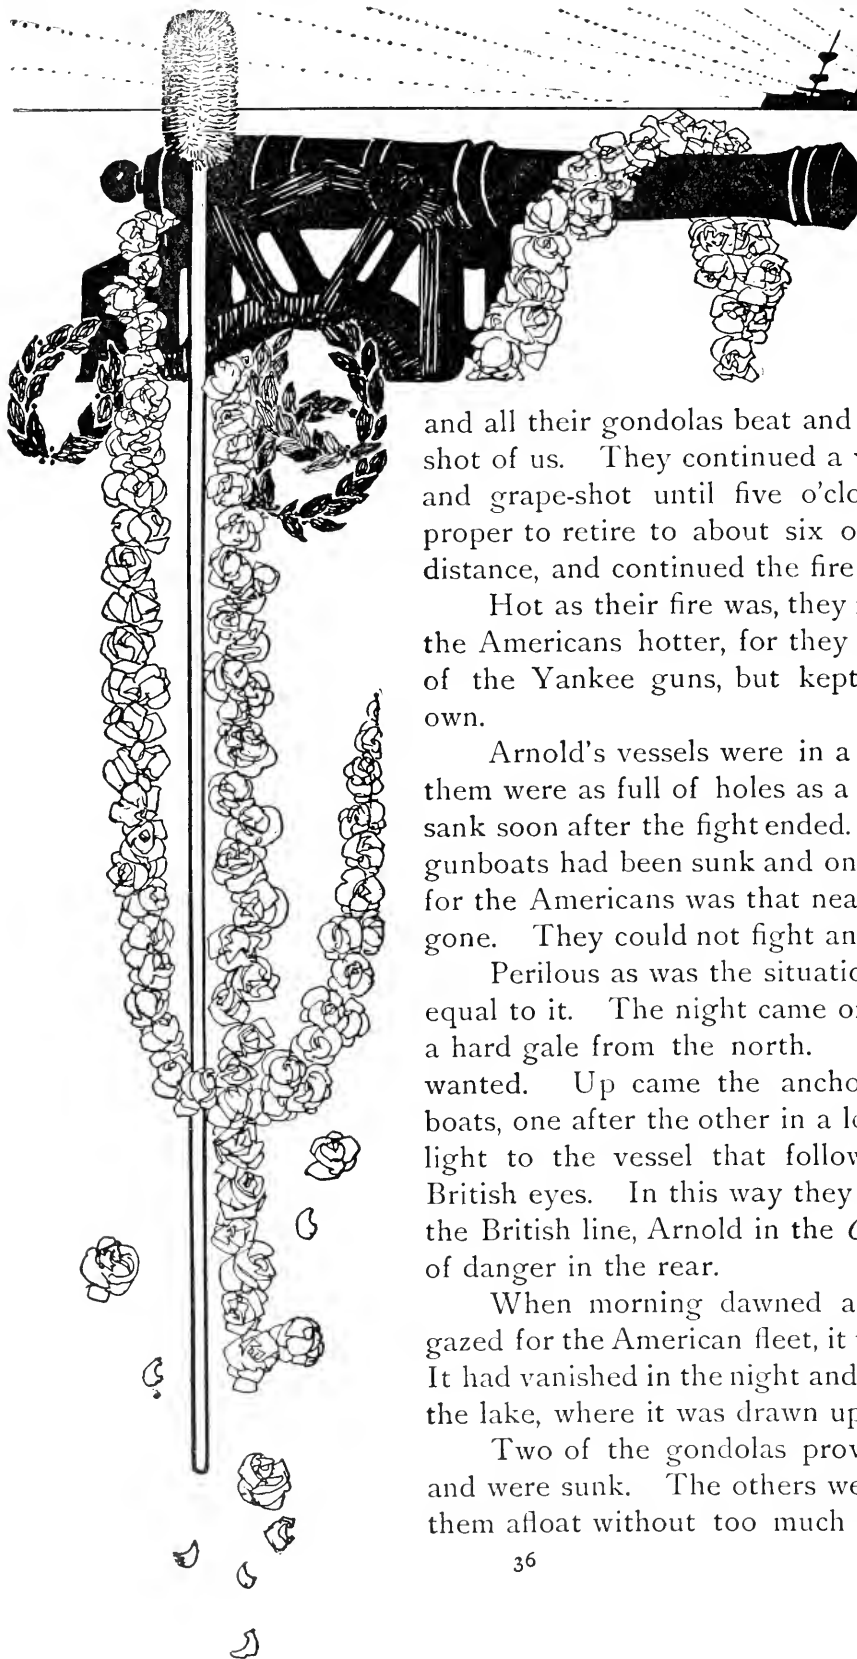 and all their gondolas beat and
shot of us. They continued a
and grape-shot until five o'clo
proper to retire to about six o
distance, and continued the fire
Hot as their fire was, they
the Americans hotter, for they
of the Yankee guns, but kept
own.
Arnold's vessels were in a
them were as full of holes as a
sank soon after the fight ended.
gunboats had been sunk and on
for the Americans was that nea
gone. They could not fight an
Perilous as was the situatio
equal to it. The night came o
a hard gale from the north.
wanted. Up came the ancho
boats, one after the other in a lo
light to the vessel that follow
British eyes. In this way they
the British line, Arnold in the
of danger in the rear.
When morning dawned a
gazed for the American fleet, it
It had vanished in the night and
the lake, where it was drawn up
Two of the gondolas prov
and were sunk. The others we
them afloat without too much
36